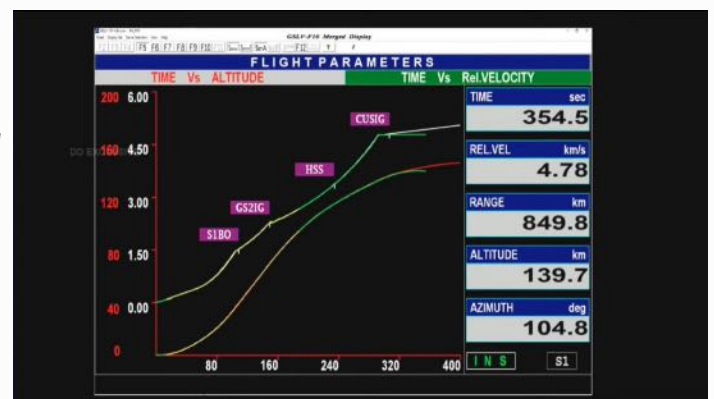 GSLV-F16 Merged Display
F5 F6 F7 F8 F9 F10 F12
FLIGHT PARAMETERS
TIME Vs ALTITUDE TIME Vs Rel.VELOCITY
200 6.00
160 4.50
120 3.00
80 1.50
40 0.00
0
80 160 240 320 400
S1BO
GS2IG
HSS
CUSIG
TIME sec
354.5
REL.VEL km/s
4.78
RANGE km
849.8
ALTITUDE km
139.7
AZIMUTH deg
104.8
INS S1